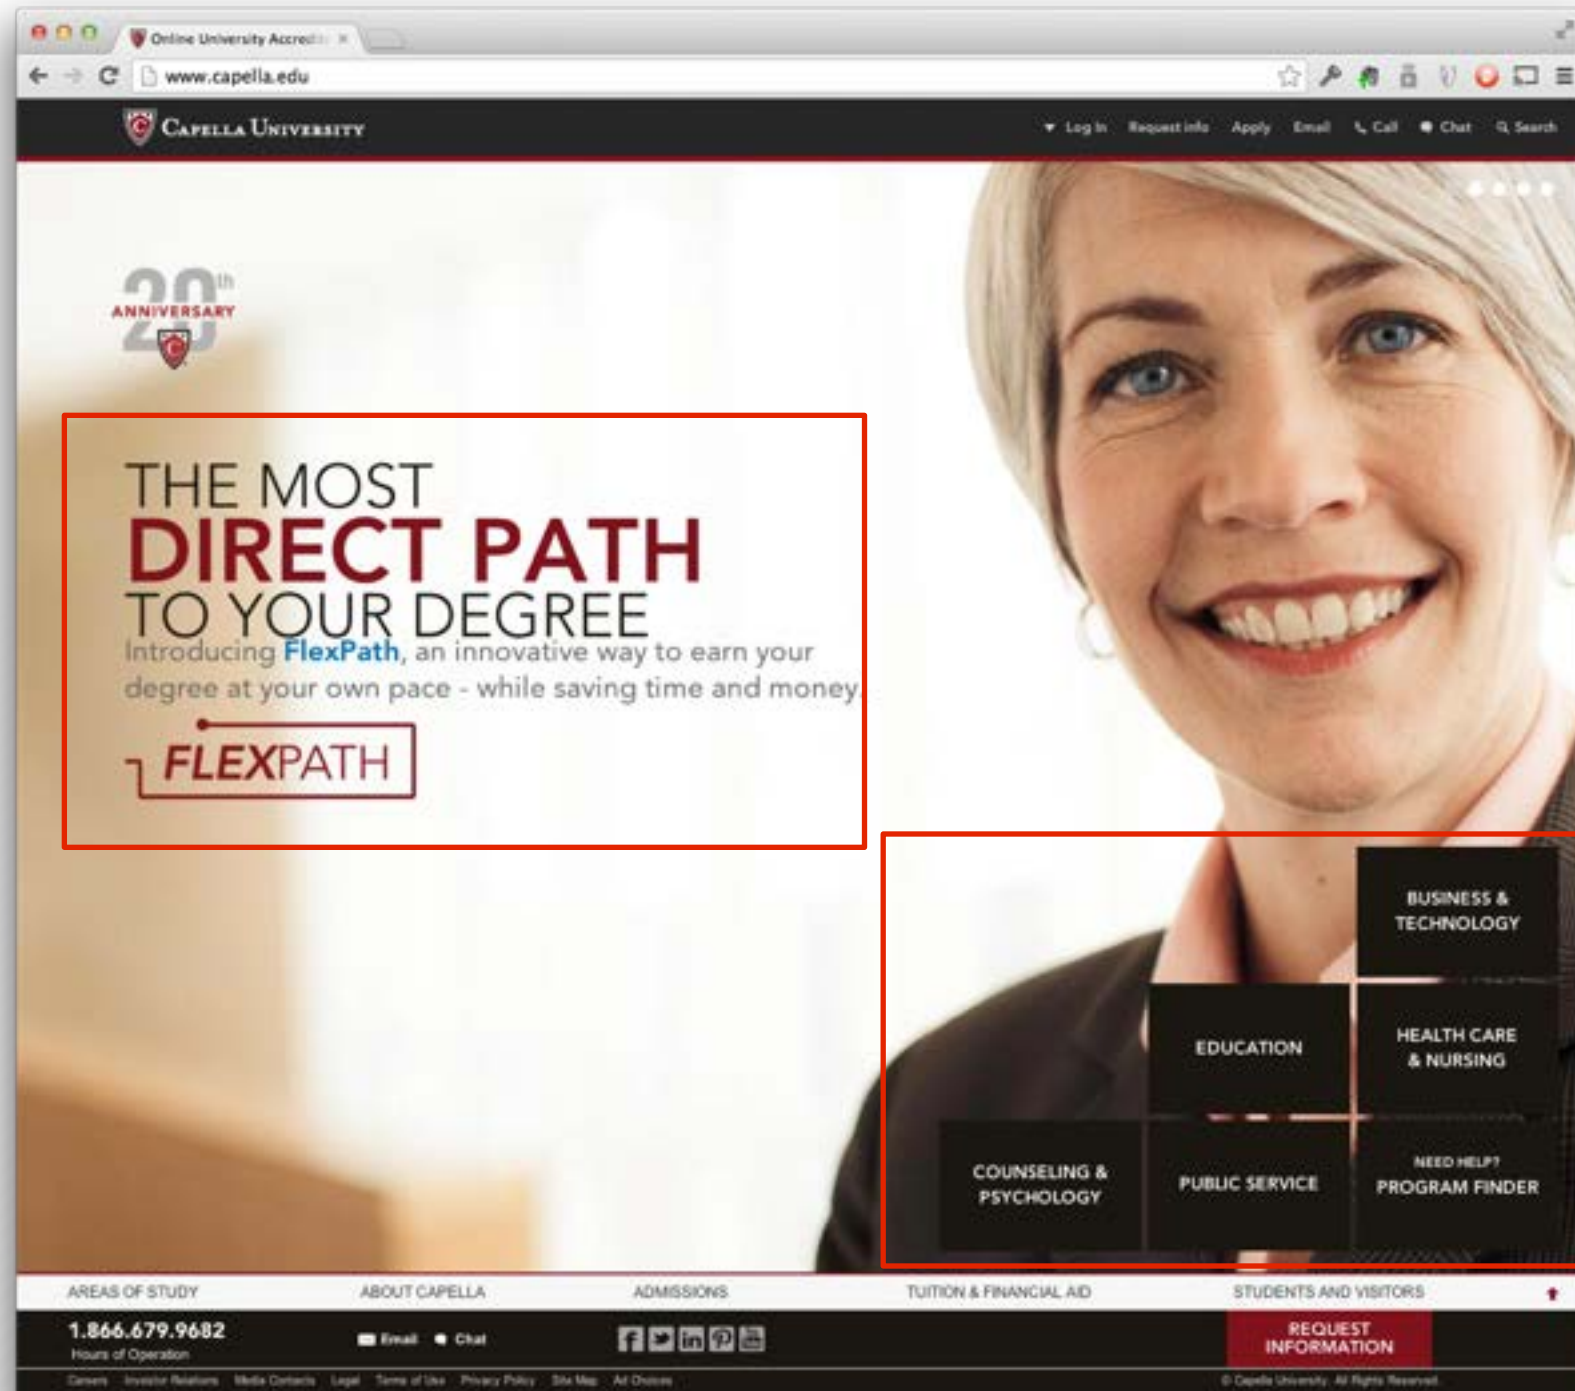 Online University Accredi
www.capella.edu
CAPELLA UNIVERSITY
Log In Request info Apply Email Call Chat Search
20th
ANNIVERSARY
C
THE MOST
DIRECT PATH
TO YOUR DEGREE
Introducing FlexPath, an innovative way to earn your
degree at your own pace - while saving time and money.
FLEXPATH
BUSINESS &
TECHNOLOGY
EDUCATION
HEALTH CARE
& NURSING
COUNSELING &
PSYCHOLOGY
PUBLIC SERVICE
NEED HELP?
PROGRAM FINDER
AREAS OF STUDY ABOUT CAPELLA ADMISSIONS TUITION & FINANCIAL AID STUDENTS AND VISITORS
1.866.679.9682
Hours of Operation
Email Chat
REQUEST
INFORMATION
Careers Investor Relations Media Contacts Legal Terms of Use Privacy Policy Site Map Ad Choices
© Capella University. All Rights Reserved.